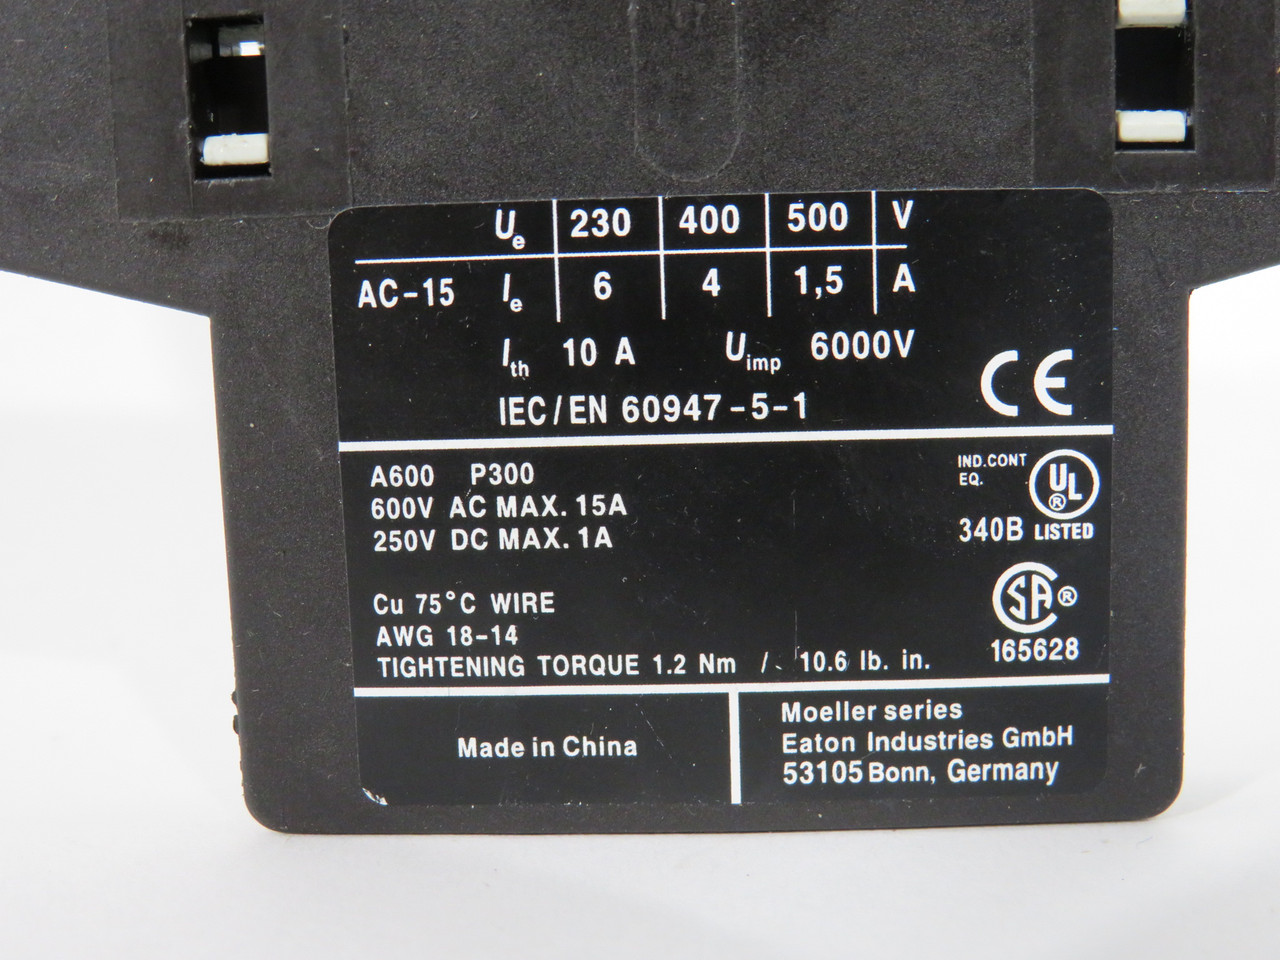 Ue 230 400 500 V
AC-15 Ie 6 4 1,5 A
Ith 10 A Uimp 6000V
IEC/EN 60947-5-1
CE
A600 P300
600V AC MAX. 15A
250V DC MAX. 1A
IND.CONT
EQ.
UL ®
340B LISTED
Cu 75°C WIRE
AWG 18-14
TIGHTENING TORQUE 1.2 Nm / 10.6 lb. in.
CSA ®
165628
Made in China
Moeller series
Eaton Industries GmbH
53105 Bonn, Germany